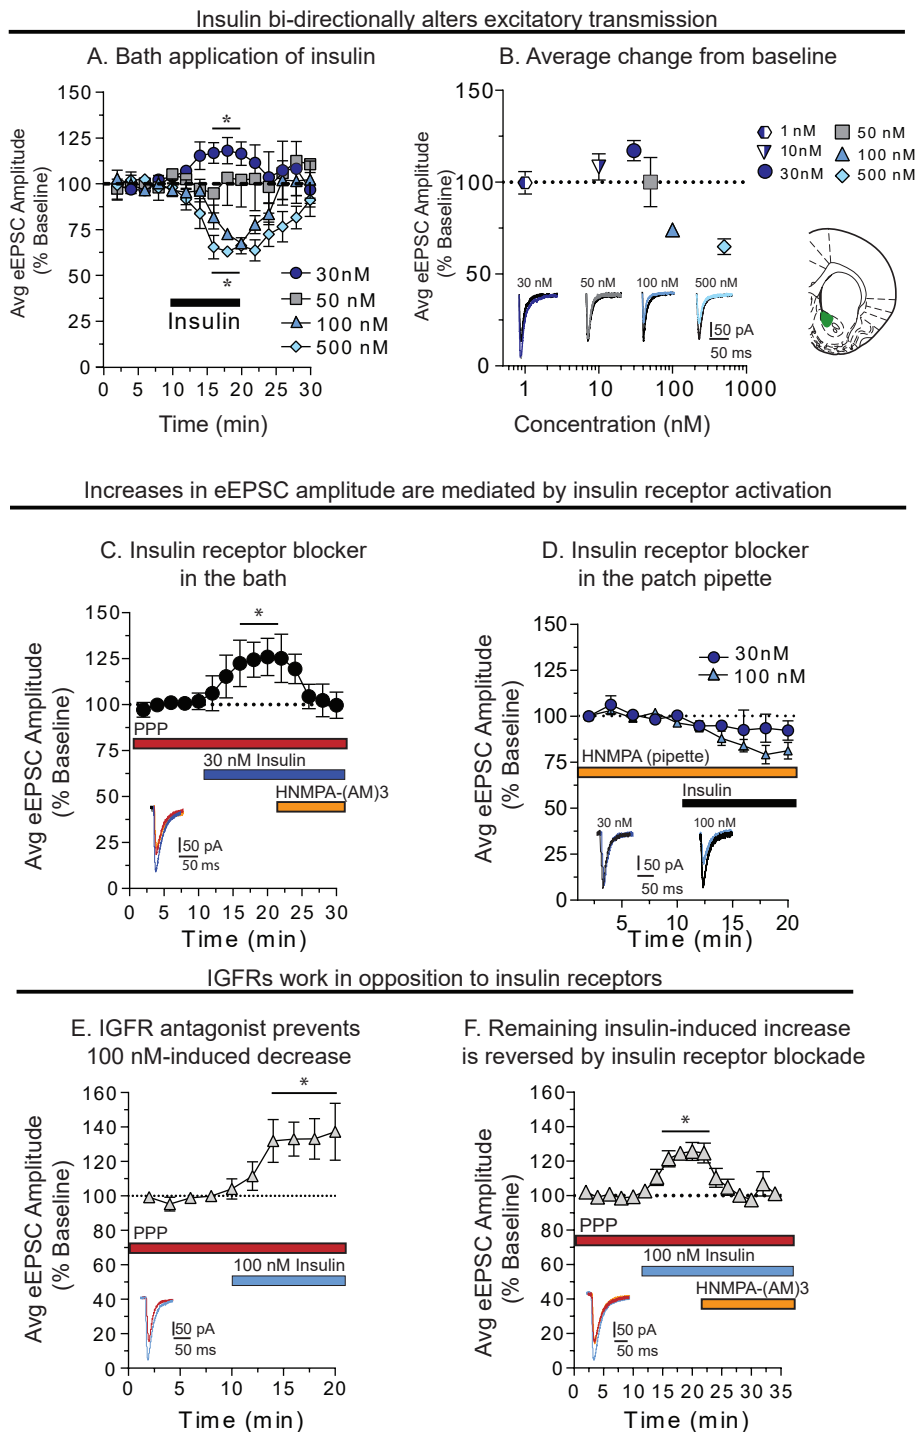 Insulin bi-directionally alters excitatory transmission
A. Bath application of insulin
Avg eEPSC Amplitude
(% Baseline)
150
125
100
75
50
25
0
*
*
Insulin
30nM
50 nM
100 nM
500 nM
0 5 10 15 20 25 30
Time (min)
B. Average change from baseline
Avg eEPSC Amplitude
(% Baseline)
150
100
50
0
1 nM
10nM
30nM
50 nM
100 nM
500 nM
30 nM
50 nM
100 nM
500 nM
50 pA
50 ms
1 10 100 1000
Concentration (nM)
Increases in eEPSC amplitude are mediated by insulin receptor activation
C. Insulin receptor blocker
in the bath
Avg eEPSC Amplitude
(% Baseline)
150
125
100
75
50
25
0
*
PPP
30 nM Insulin
HNMPA-(AM)3
50 pA
50 ms
0 5 10 15 20 25 30
Time (min)
D. Insulin receptor blocker
in the patch pipette
Avg eEPSC Amplitude
(% Baseline)
150
125
100
75
50
25
0
30nM
100 nM
HNMPA (pipette)
Insulin
30 nM
100 nM
50 pA
50 ms
5 10 15 20
Time (min)
IGFRs work in opposition to insulin receptors
E. IGFR antagonist prevents
100 nM-induced decrease
Avg eEPSC Amplitude
(% Baseline)
160
140
120
100
80
60
40
20
0
*
PPP
100 nM Insulin
50 pA
50 ms
0 5 10 15 20
Time (min)
F. Remaining insulin-induced increase
is reversed by insulin receptor blockade
Avg eEPSC Amplitude
(% Baseline)
160
140
120
100
80
60
40
20
0
*
PPP
100 nM Insulin
HNMPA-(AM)3
50 pA
50 ms
0 5 10 15 20 25 30 35
Time (min)